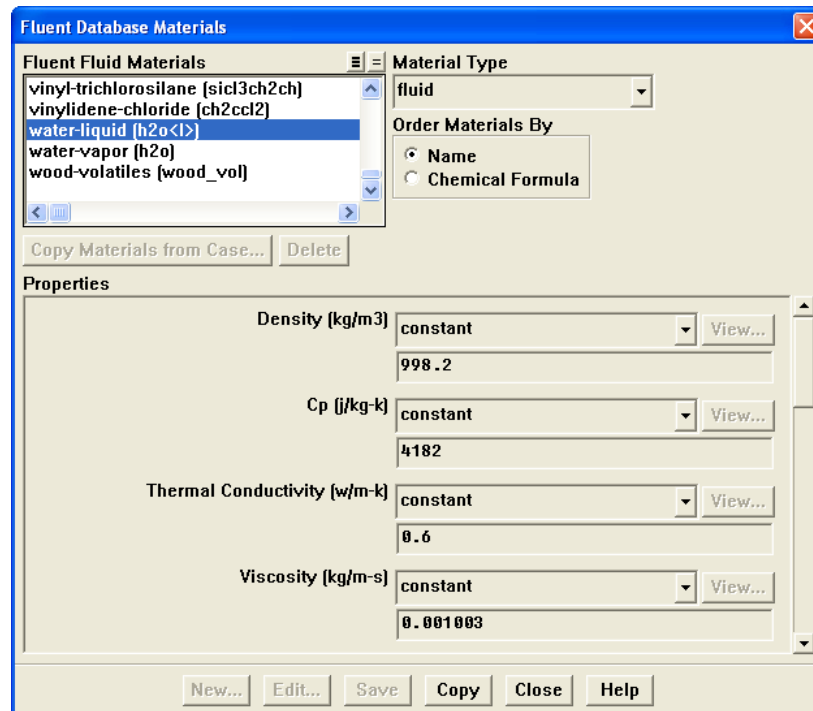 Fluent Database Materials
Fluent Fluid Materials
vinyl-trichlorosilane (sicl3ch2ch)
vinylidene-chloride (ch2ccl2)
water-liquid (h2o<l>)
water-vapor (h2o)
wood-volatiles (wood_vol)
Material Type
fluid
Order Materials By
Name
Chemical Formula
Copy Materials from Case... Delete
Properties
Density (kg/m3) constant View...
998.2
Cp (j/kg-k) constant View...
4182
Thermal Conductivity (w/m-k) constant View...
0.6
Viscosity (kg/m-s) constant View...
0.001003
New... Edit... Save Copy Close Help